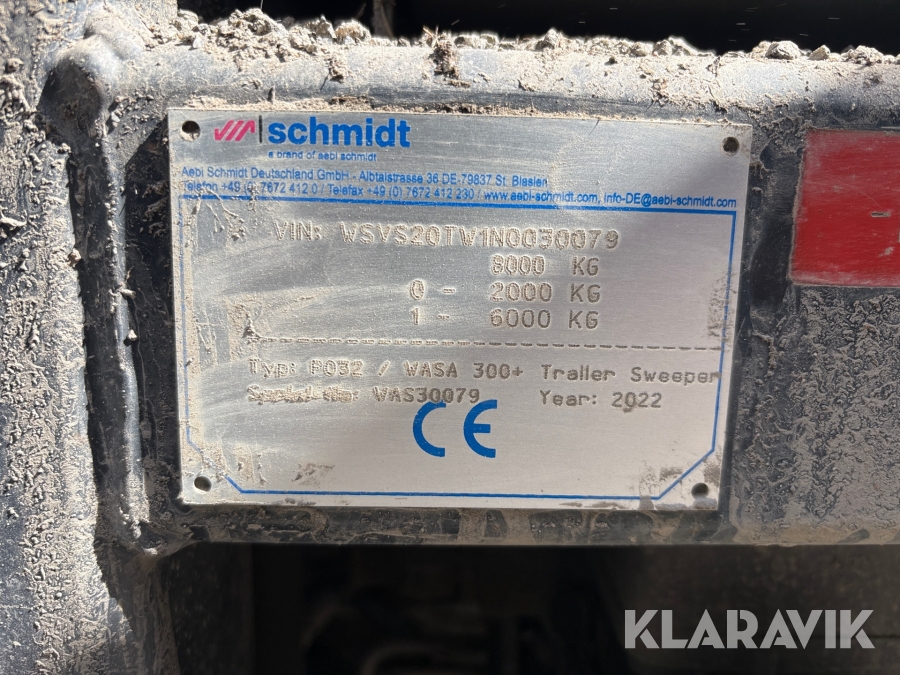 schmidt
a brand of aebi schmidt
Aebi Schmidt Deutschland GmbH - Albtalstrasse 36 DE-79837 St. Blasien
Telefon +49 (0) 7672 412 0 / Telefax +49 (0) 7672 412 230 / www.aebi-schmidt.com, info-DE@aebi-schmidt.com
VIN: WSVS20TW1N0030079
8000 KG
0 - 2000 KG
1 - 6000 KG
Typ: P032 / WASA 300+ Trailer Sweeper
WAS30079 Year: 2022
CE
KLARAVIK